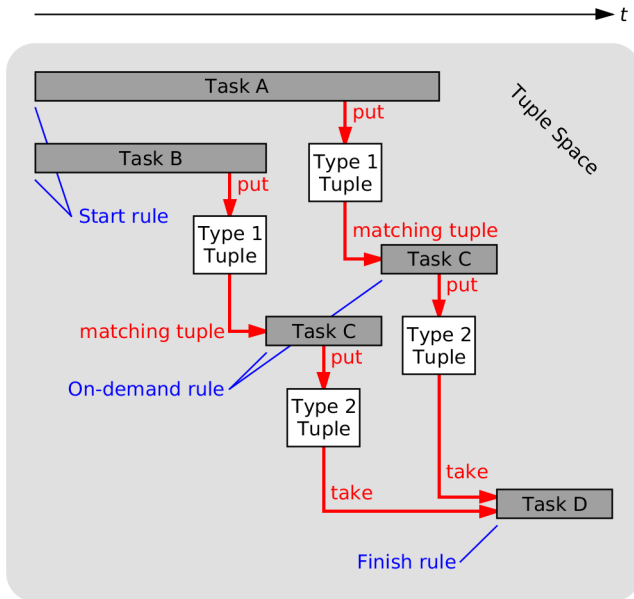 t
Task A
Tuple Space
put
Task B
Type 1
Tuple
put
Start rule
matching tuple
Type 1
Tuple
Task C
put
matching tuple
Task C
Type 2
Tuple
put
On-demand rule
Type 2
Tuple
take
take
Task D
Finish rule